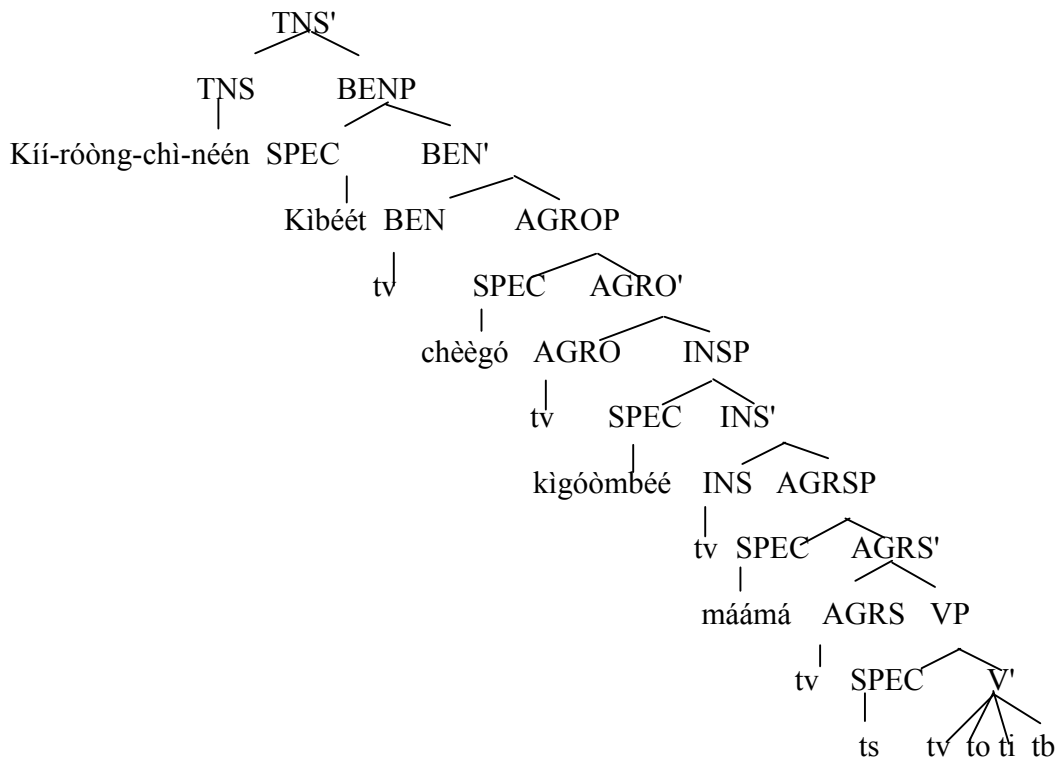 TNS'
TNS BENP
Kíí-róòng-chì-néén SPEC BEN'
Kìbéét BEN AGROP
tv SPEC AGRO'
chèègó AGRO INSP
tv SPEC INS'
kìgóòmbéé INS AGRSP
tv SPEC AGRS'
máámá AGRS VP
tv SPEC V'
ts tv to ti tb